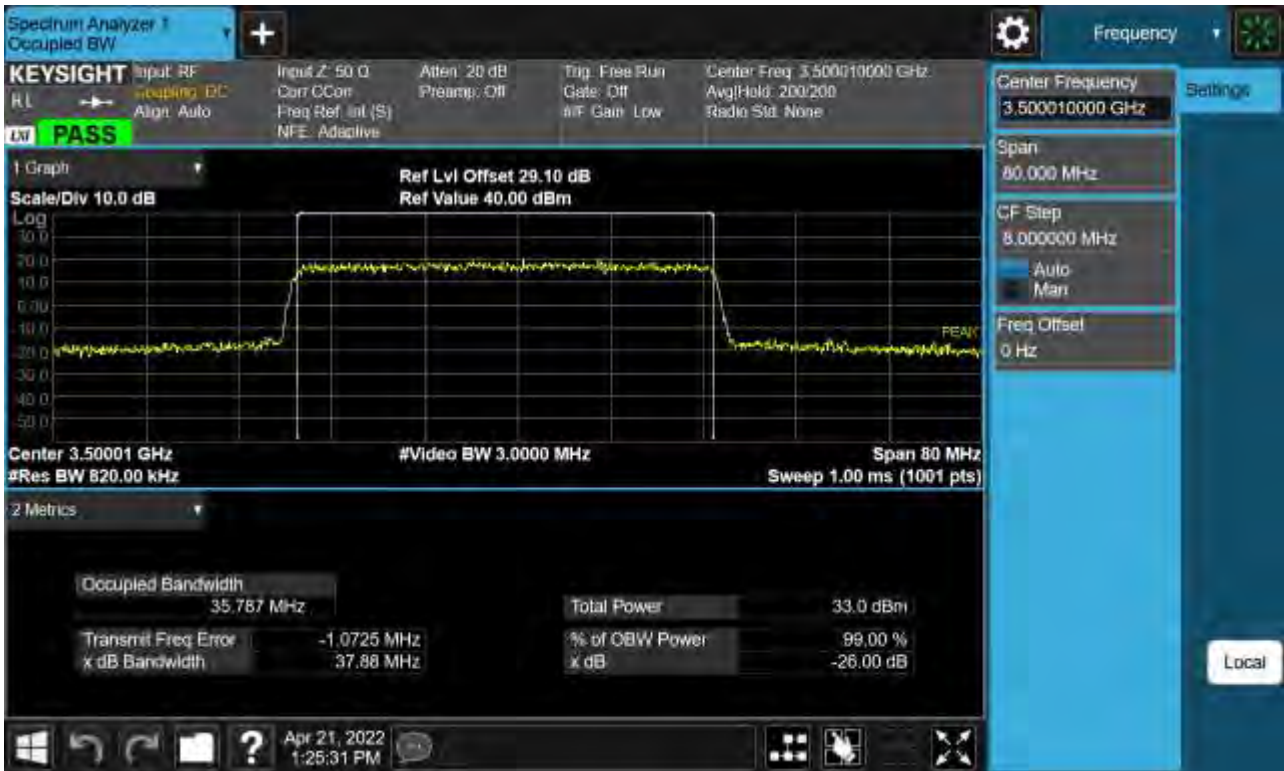 Spectrum Analyzer 1
Occupied BW
Frequency
KEYSIGHT
Input: RF
Coupling: DC
Align: Auto
Input Z: 50 Ω
Corr CCorr
Freq Ref: Int (S)
NFE: Adaptive
Atten: 20 dB
Preamp: Off
Trig: Free Run
Gate: Off
#IF Gain: Low
Center Freq: 3.500010000 GHz
Avg|Hold: 200/200
Radio Std: None
PASS
1 Graph
Scale/Div 10.0 dB
Ref Lvl Offset 29.10 dB
Ref Value 40.00 dBm
Log
30.0
20.0
10.0
0.00
-10.0
-20.0
-30.0
-40.0
-50.0
PEAK
Center 3.50001 GHz
#Video BW 3.0000 MHz
Span 80 MHz
#Res BW 820.00 kHz
Sweep 1.00 ms (1001 pts)
2 Metrics
Occupied Bandwidth
35.787 MHz
Total Power 33.0 dBm
Transmit Freq Error -1.0725 MHz
% of OBW Power 99.00 %
x dB Bandwidth 37.88 MHz
x dB -26.00 dB
Center Frequency
3.500010000 GHz
Settings
Span
80.000 MHz
CF Step
8.000000 MHz
Auto
Man
Freq Offset
0 Hz
Local
?
Apr 21, 2022
1:25:31 PM